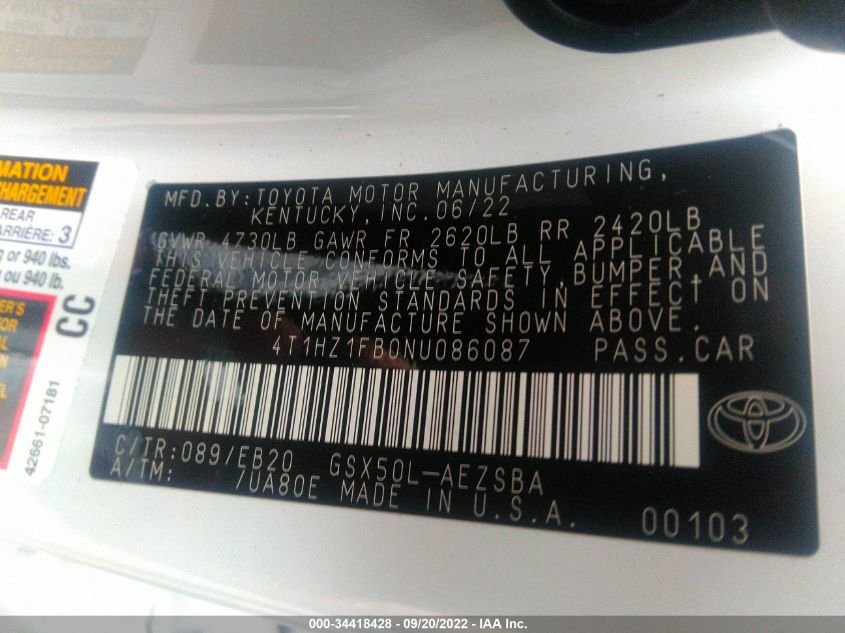 MFD.BY:TOYOTA MOTOR MANUFACTURING,
KENTUCKY, INC. 06/22
GVWR 4730LB GAWR FR 2620LB RR 2420LB
THIS VEHICLE CONFORMS TO ALL APPLICABLE
FEDERAL MOTOR VEHICLE SAFETY, BUMPER, AND
THEFT PREVENTION STANDARDS IN EFFECT ON
THE DATE OF MANUFACTURE SHOWN ABOVE.
4T1HZ1FB0NU086087 PASS.CAR
C/TR:089/EB20 GSX50L-AEZSBA
A/TM: /UA80E MADE IN U.S.A.
00103
MATION
CHARGEMENT
REAR
ARRIÈRE: 3
g or 940 lbs.
g ou 940 lb.
CC
42661-07181
000-34418428 - 09/20/2022 - IAA Inc.